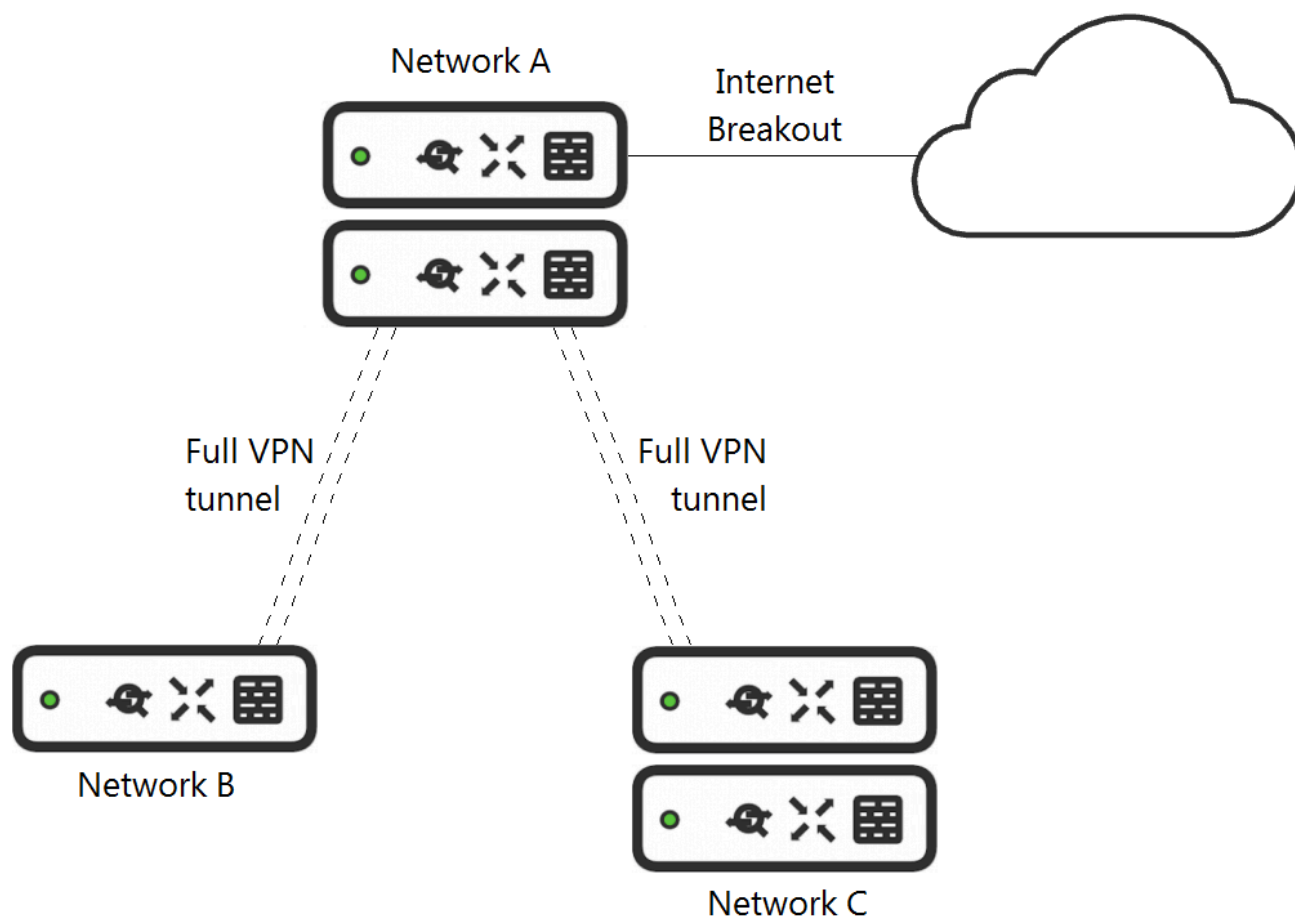 Network A
Internet
Breakout
Full VPN
tunnel
Full VPN
tunnel
Network B
Network C